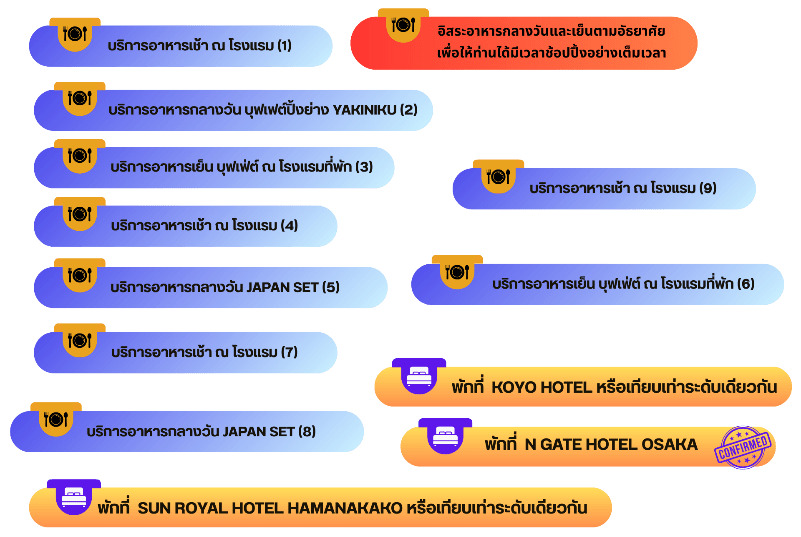 บริการอาหารเช้า ณ โรงแรม (1)
อิสระอาหารกลางวันและเย็นตามอัธยาศัย
เพื่อให้ท่านได้มีเวลาช้อปปิ้งอย่างเต็มเวลา
บริการอาหารกลางวัน บุฟเฟต์ปิ้งย่าง YAKINIKU (2)
บริการอาหารเย็น บุฟเฟ่ต์ ณ โรงแรมที่พัก (3)
บริการอาหารเช้า ณ โรงแรม (9)
บริการอาหารเช้า ณ โรงแรม (4)
บริการอาหารกลางวัน JAPAN SET (5)
บริการอาหารเย็น บุฟเฟ่ต์ ณ โรงแรมที่พัก (6)
บริการอาหารเช้า ณ โรงแรม (7)
พักที่ KOYO HOTEL หรือเทียบเท่าระดับเดียวกัน
บริการอาหารกลางวัน JAPAN SET (8)
พักที่ N GATE HOTEL OSAKA
CONFIRMED
พักที่ SUN ROYAL HOTEL HAMANAKAKO หรือเทียบเท่าระดับเดียวกัน